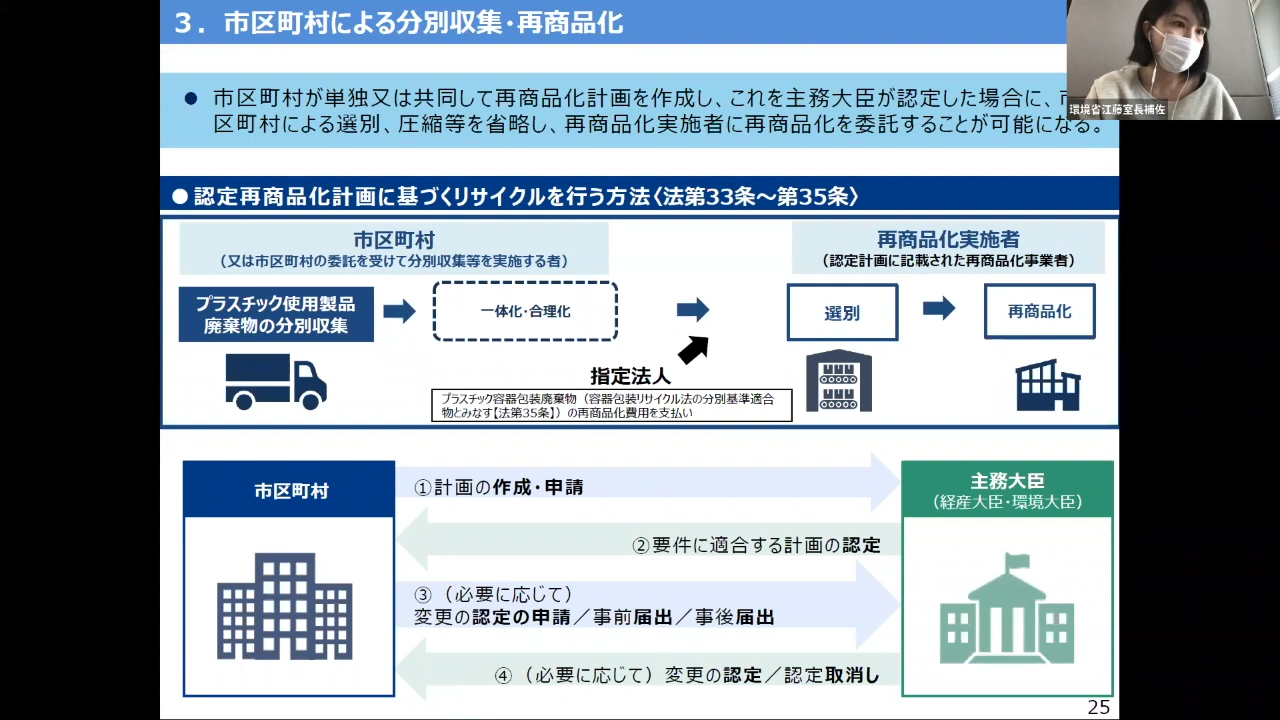 3．市区町村による分別収集・再商品化
● 市区町村が単独又は共同して再商品化計画を作成し、これを主務大臣が認定した場合に、
区町村による選別、圧縮等を省略し、再商品化実施者に再商品化を委託することが可能になる。
環境省江藤室長補佐
●認定再商品化計画に基づくリサイクルを行う方法〈法第33条～第35条〉
市区町村
（又は市区町村の委託を受けて分別収集等を実施する者）
再商品化実施者
（認定計画に記載された再商品化事業者）
プラスチック使用製品
廃棄物の分別収集
一体化・合理化
選別
再商品化
指定法人
プラスチック容器包装廃棄物（容器包装リサイクル法の分別基準適合
物とみなす【法第35条】）の再商品化費用を支払い
市区町村
主務大臣
（経産大臣・環境大臣）
①計画の作成・申請
②要件に適合する計画の認定
③（必要に応じて）
変更の認定の申請／事前届出／事後届出
④（必要に応じて）変更の認定／認定取消し
25